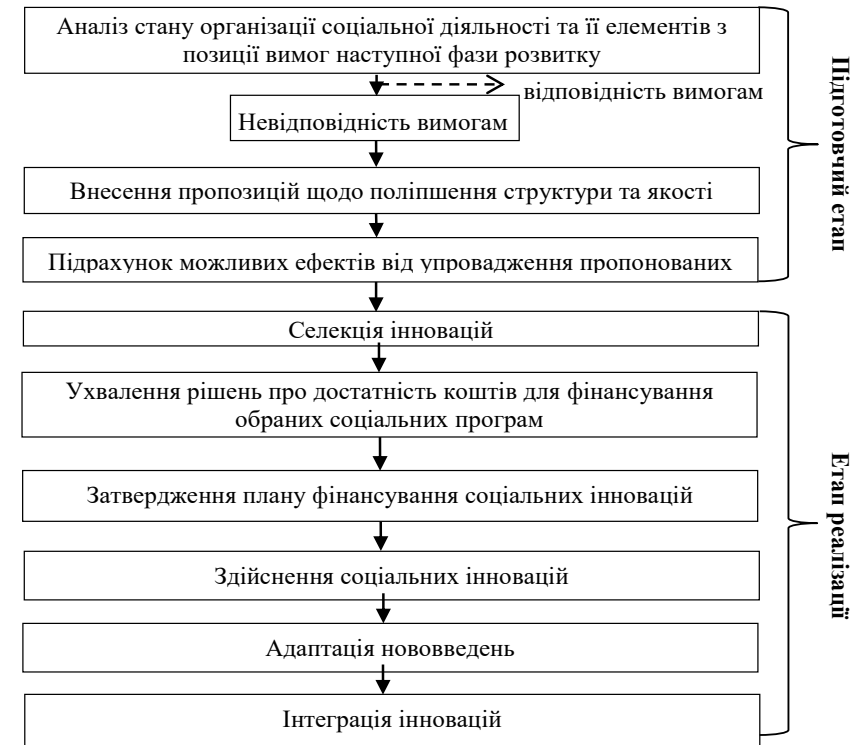 Аналіз стану організації соціальної діяльності та її елементів з
позиції вимог наступної фази розвитку
відповідність вимогам
Невідповідність вимогам
Внесення пропозицій щодо поліпшення структури та якості
Підрахунок можливих ефектів від упровадження пропонованих
Підготовчий етап
Селекція інновацій
Ухвалення рішень про достатність коштів для фінансування
обраних соціальних програм
Затвердження плану фінансування соціальних інновацій
Здійснення соціальних інновацій
Адаптація нововведень
Інтеграція інновацій
Етап реалізації